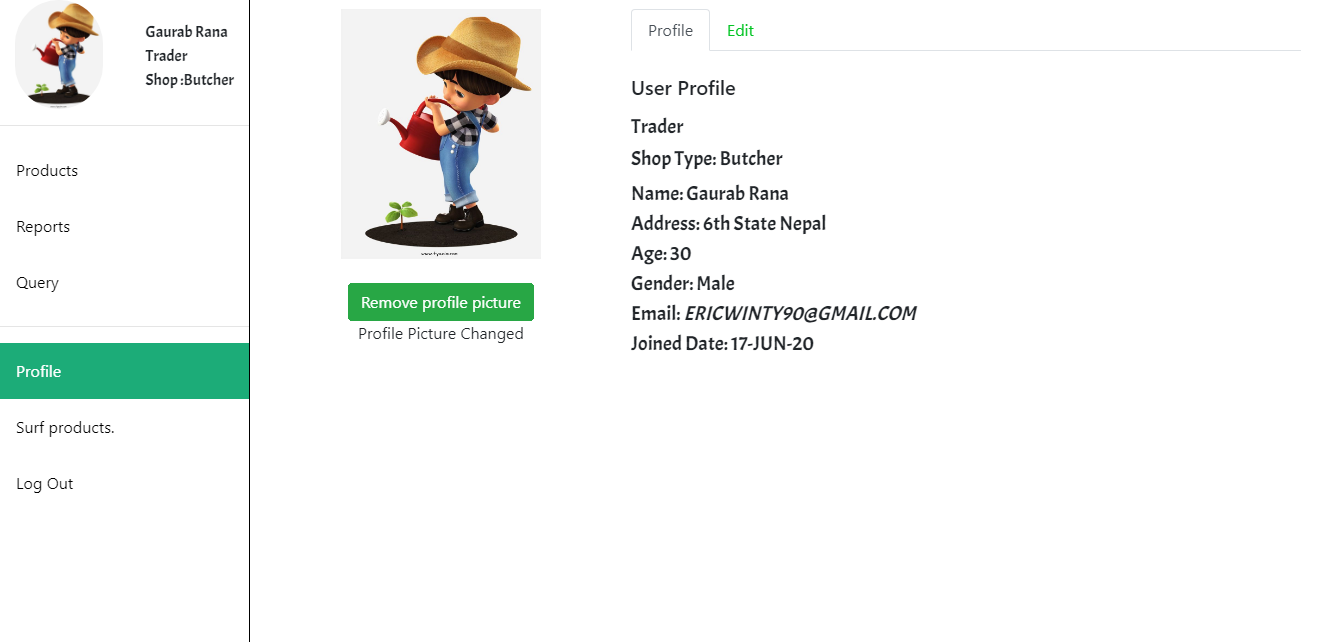 Gaurab Rana
Trader
Shop :Butcher
Products
Reports
Query
Profile
Surf products.
Log Out
Remove profile picture
Profile Picture Changed
Profile Edit
User Profile
Trader
Shop Type: Butcher
Name: Gaurab Rana
Address: 6th State Nepal
Age: 30
Gender: Male
Email: ERICWINTY90@GMAIL.COM
Joined Date: 17-JUN-20